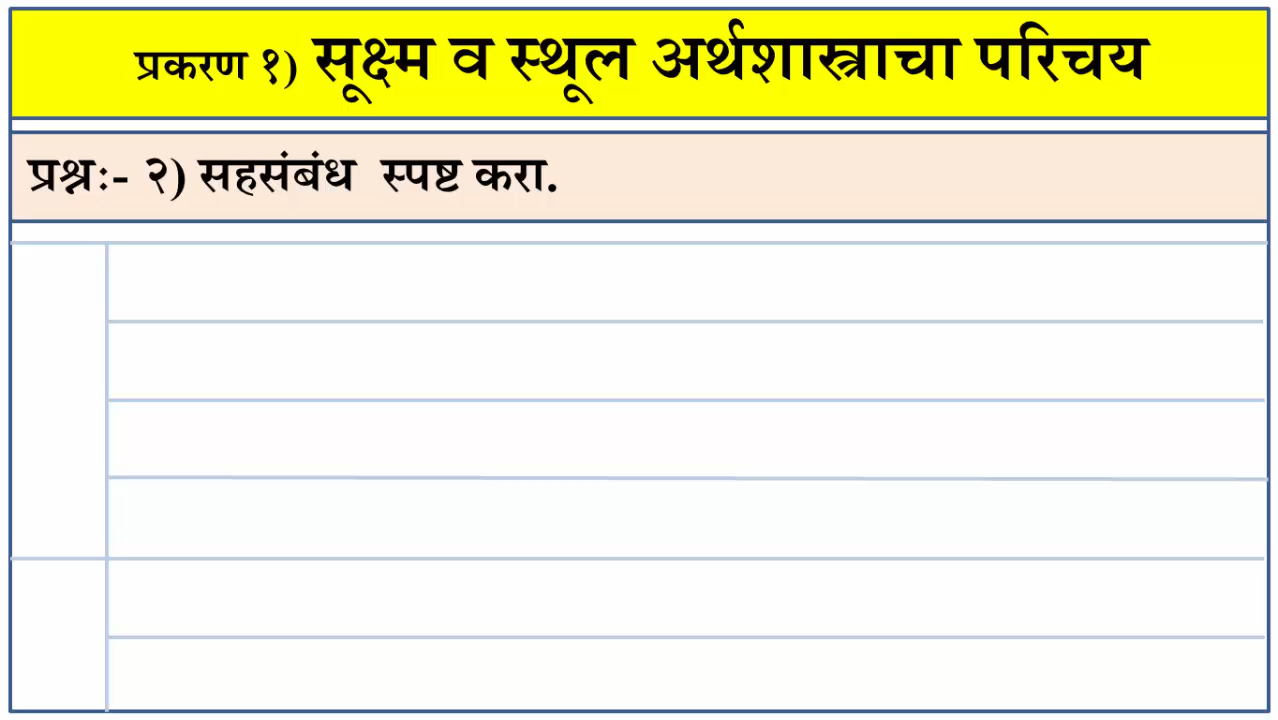 प्रकरण १) सूक्ष्म व स्थूल अर्थशास्त्राचा परिचय
प्रश्नः- २) सहसंबंध स्पष्ट करा.